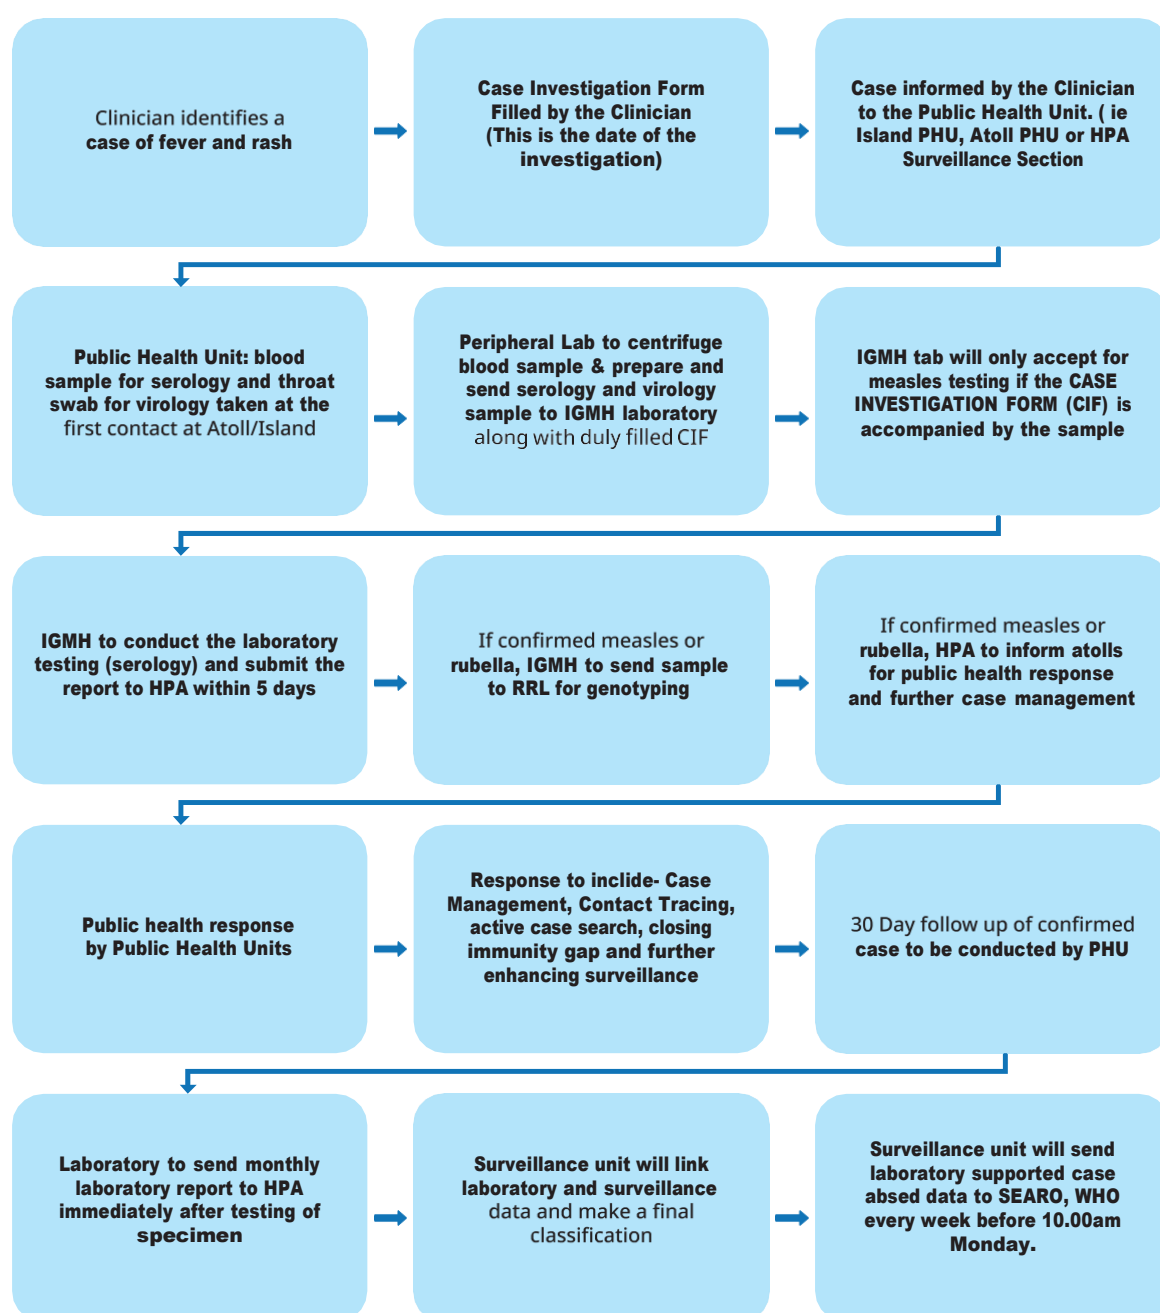 Clinician identifies a
case of fever and rash
Case Investigation Form
Filled by the Clinician
(This is the date of the
investigation)
Case informed by the Clinician
to the Public Health Unit. ( ie
Island PHU, Atoll PHU or HPA
Surveillance Section
Public Health Unit: blood
sample for serology and throat
swab for virology taken at the
first contact at Atoll/Island
Peripheral Lab to centrifuge
blood sample & prepare and
send serology and virology
sample to IGMH laboratory
along with duly filled CIF
IGMH tab will only accept for
measles testing if the CASE
INVESTIGATION FORM (CIF) is
accompanied by the sample
IGMH to conduct the laboratory
testing (serology) and submit the
report to HPA within 5 days
If confirmed measles or
rubella, IGMH to send sample
to RRL for genotyping
If confirmed measles or
rubella, HPA to inform atolls
for public health response
and further case management
Public health response
by Public Health Units
Response to inclide- Case
Management, Contact Tracing,
active case search, closing
immunity gap and further
enhancing surveillance
30 Day follow up of confirmed
case to be conducted by PHU
Laboratory to send monthly
laboratory report to HPA
immediately after testing of
specimen
Surveillance unit will link
laboratory and surveillance
data and make a final
classification
Surveillance unit will send
laboratory supported case
absed data to SEARO, WHO
every week before 10.00am
Monday.